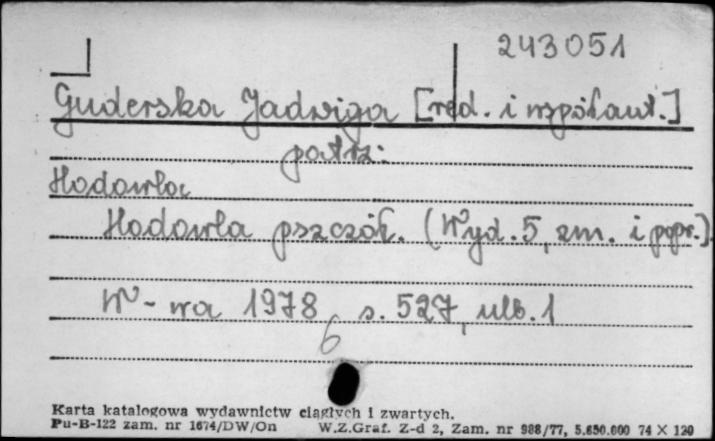 243051
Guderska Jadwiga [red. i współaut.]
patrz:
Hodowla
Hodowla pszczół. (Wyd. 5, zm. i popr.).
W-wa 1978, s. 527, ulb. 1
6
Karta katalogowa wydawnictw ciągłych i zwartych.
Pu-B-122 zam. nr 1674/DW/On W.Z.Graf. Z-d 2, Zam. nr 988/77, 5.650.000 74 X 120